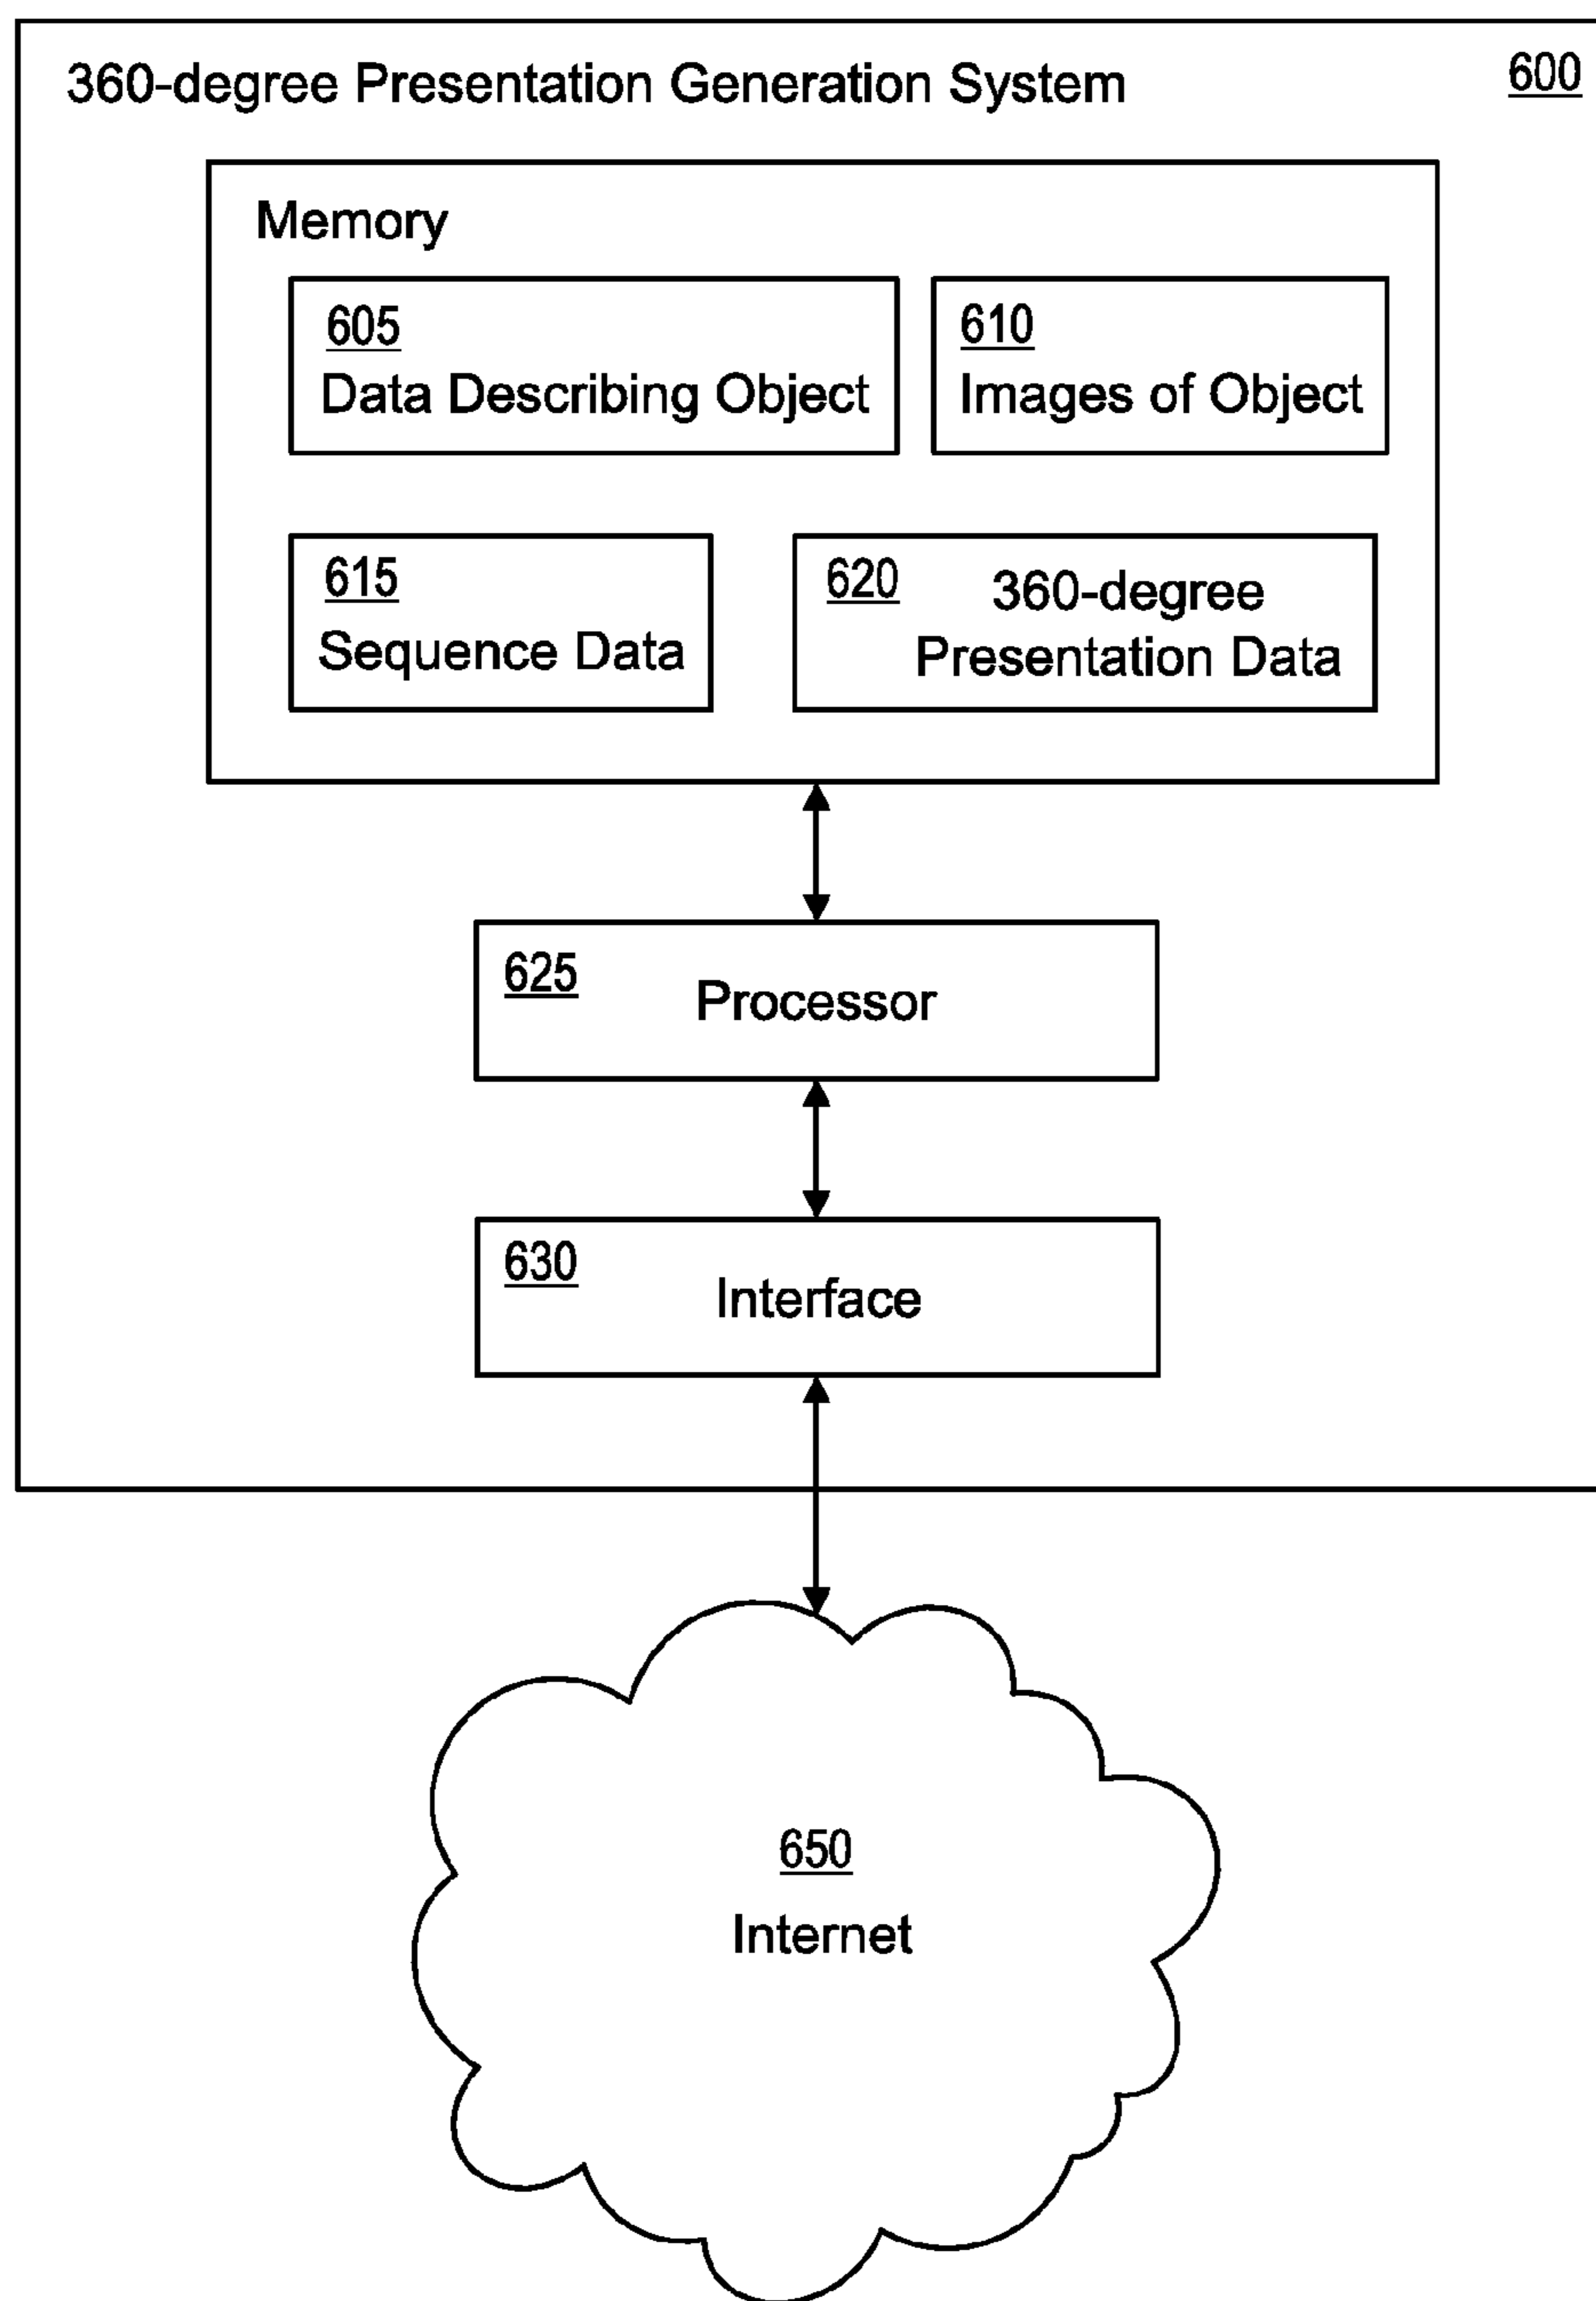 360-degree Presentation Generation System 600
Memory
605
Data Describing Object
610
Images of Object
615
Sequence Data
620 360-degree
Presentation Data
625 Processor
630
Interface
650
Internet